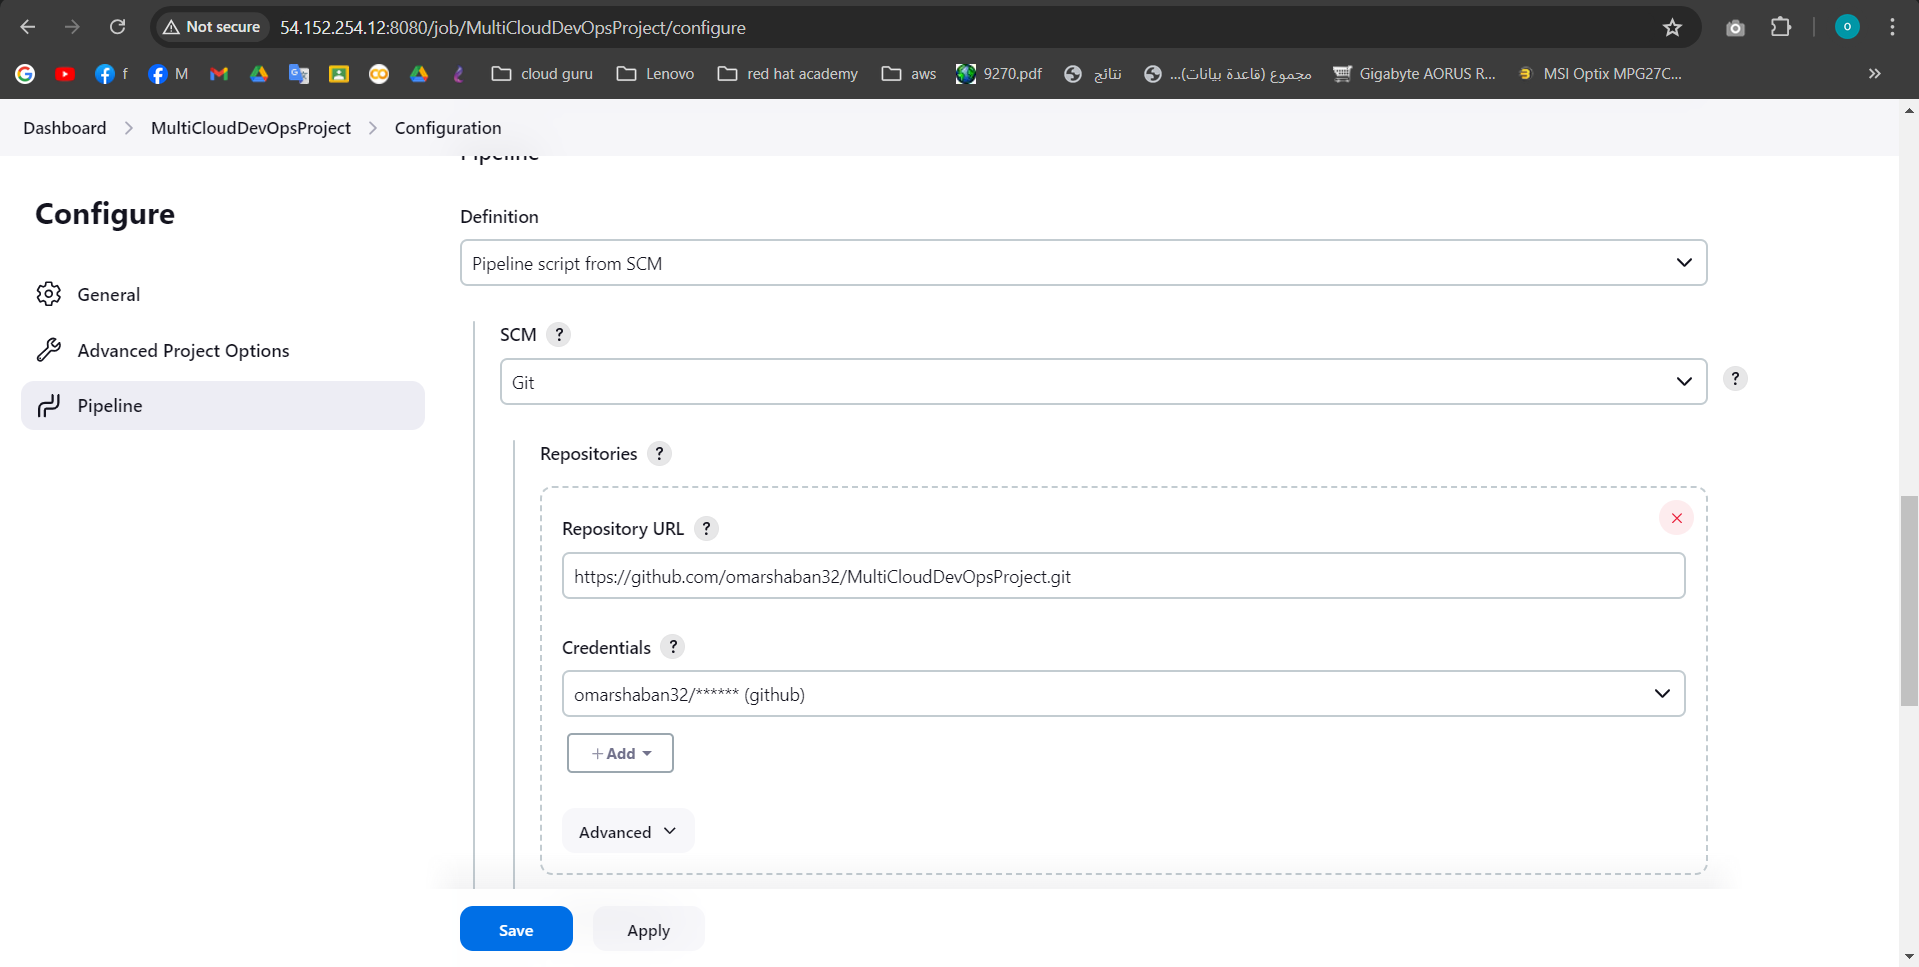 Not secure 54.152.254.12:8080/job/MultiCloudDevOpsProject/configure o
f M cloud guru Lenovo red hat academy aws 9270.pdf نتائج مجموع (قاعدة بيانات)... Gigabyte AORUS R... MSI Optix MPG27C...
Dashboard MultiCloudDevOpsProject Configuration
Pipeline
Configure
General
Advanced Project Options
Pipeline
Definition
Pipeline script from SCM
SCM ?
Git
?
Repositories ?
Repository URL ?
https://github.com/omarshaban32/MultiCloudDevOpsProject.git
Credentials ?
omarshaban32/****** (github)
+ Add
Advanced
Save Apply